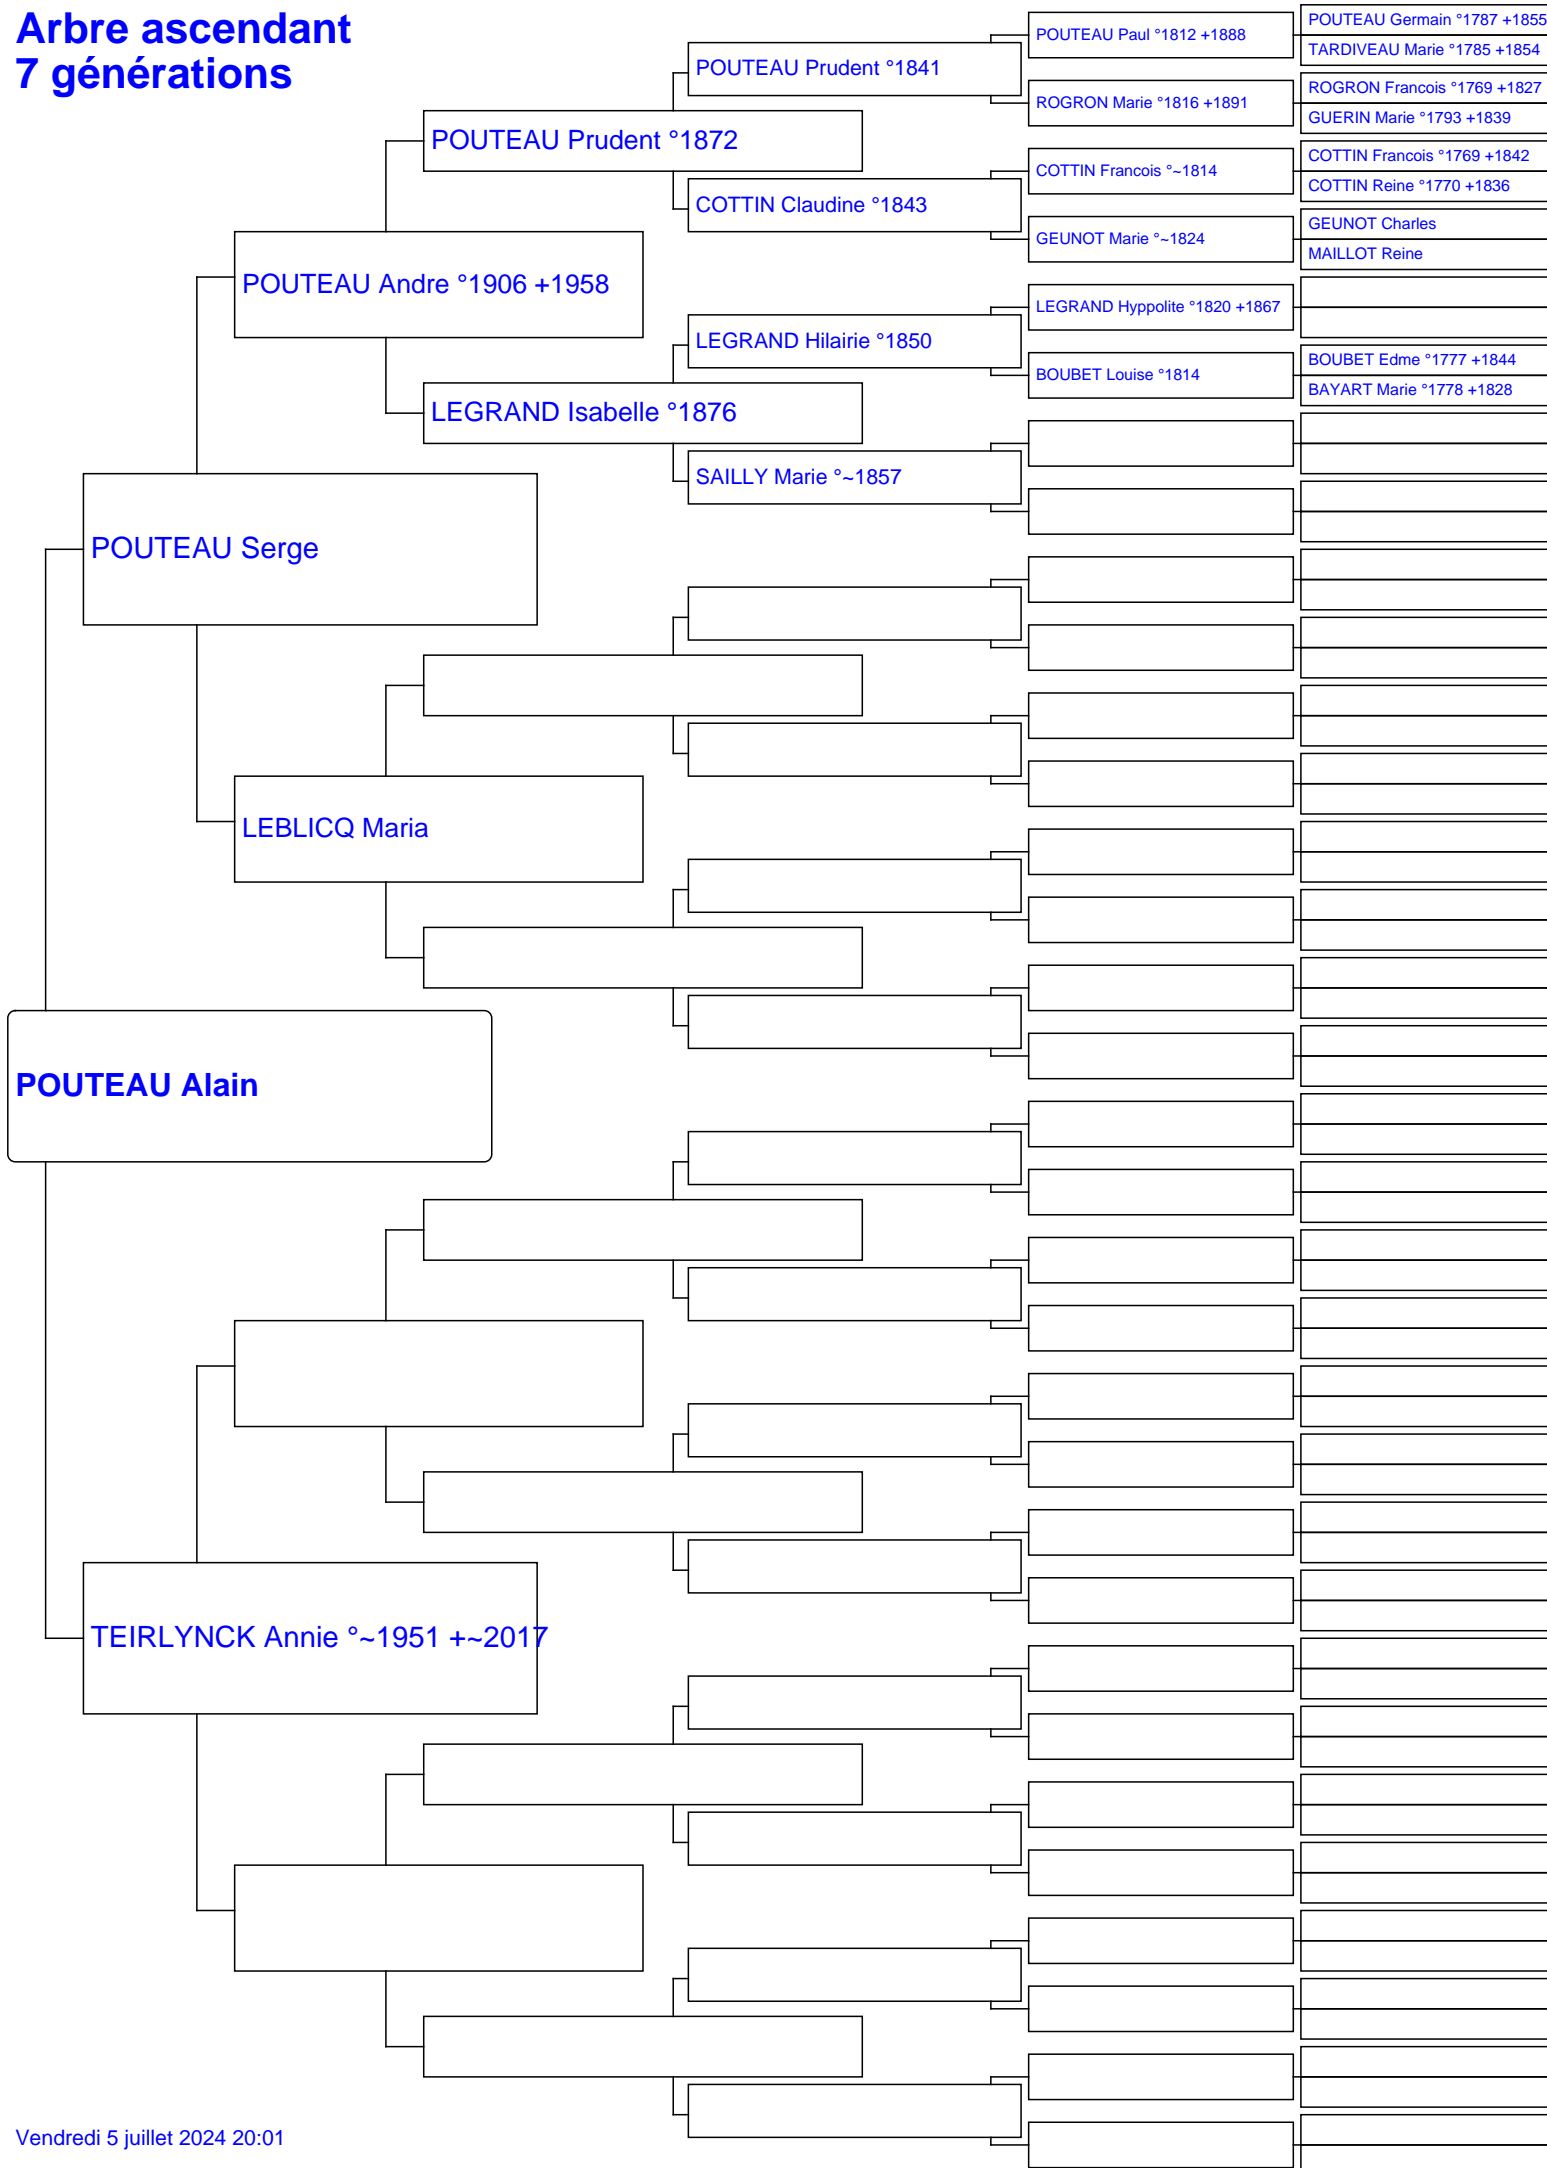 Arbre ascendant
7 générations
POUTEAU Alain
POUTEAU Serge
TEIRLYNCK Annie °~1951 +~2017
POUTEAU Andre °1906 +1958
LEBLICQ Maria
POUTEAU Prudent °1872
LEGRAND Isabelle °1876
POUTEAU Prudent °1841
COTTIN Claudine °1843
LEGRAND Hilairie °1850
SAILLY Marie °~1857
POUTEAU Paul °1812 +1888
ROGRON Marie °1816 +1891
COTTIN Francois °~1814
GEUNOT Marie °~1824
LEGRAND Hyppolite °1820 +1867
BOUBET Louise °1814
POUTEAU Germain °1787 +1855
TARDIVEAU Marie °1785 +1854
ROGRON Francois °1769 +1827
GUERIN Marie °1793 +1839
COTTIN Francois °1769 +1842
COTTIN Reine °1770 +1836
GEUNOT Charles
MAILLOT Reine
BOUBET Edme °1777 +1844
BAYART Marie °1778 +1828
Vendredi 5 juillet 2024 20:01